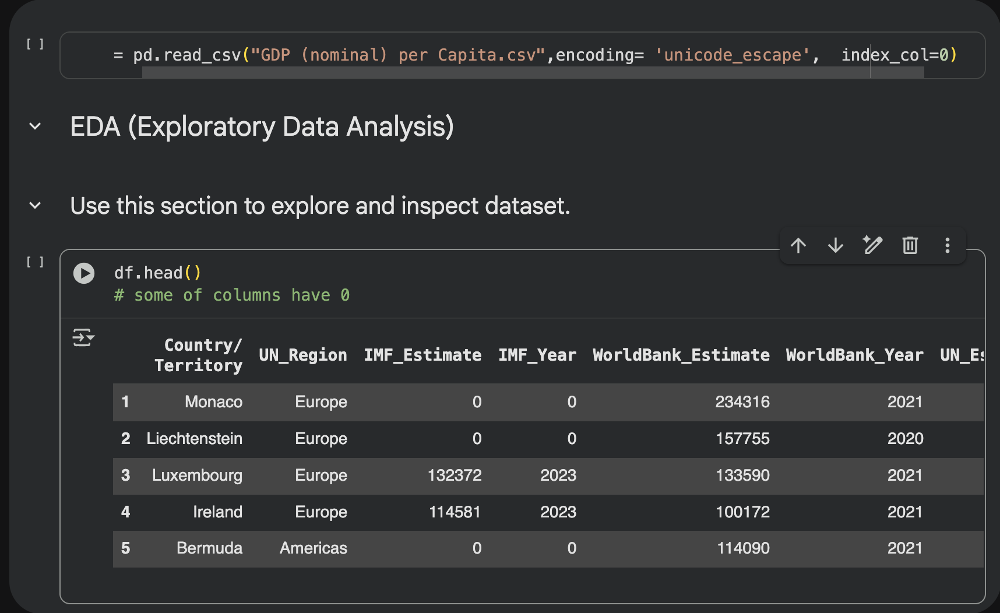 [ ]
= pd.read_csv("GDP (nominal) per Capita.csv",encoding= 'unicode_escape',  index_col=0)
EDA (Exploratory Data Analysis)
Use this section to explore and inspect dataset.
[ ]
df.head()
# some of columns have 0
Country/
Territory UN_Region IMF_Estimate IMF_Year WorldBank_Estimate WorldBank_Year
1 Monaco Europe 0 0 234316 2021
2 Liechtenstein Europe 0 0 157755 2020
3 Luxembourg Europe 132372 2023 133590 2021
4 Ireland Europe 114581 2023 100172 2021
5 Bermuda Americas 0 0 114090 2021